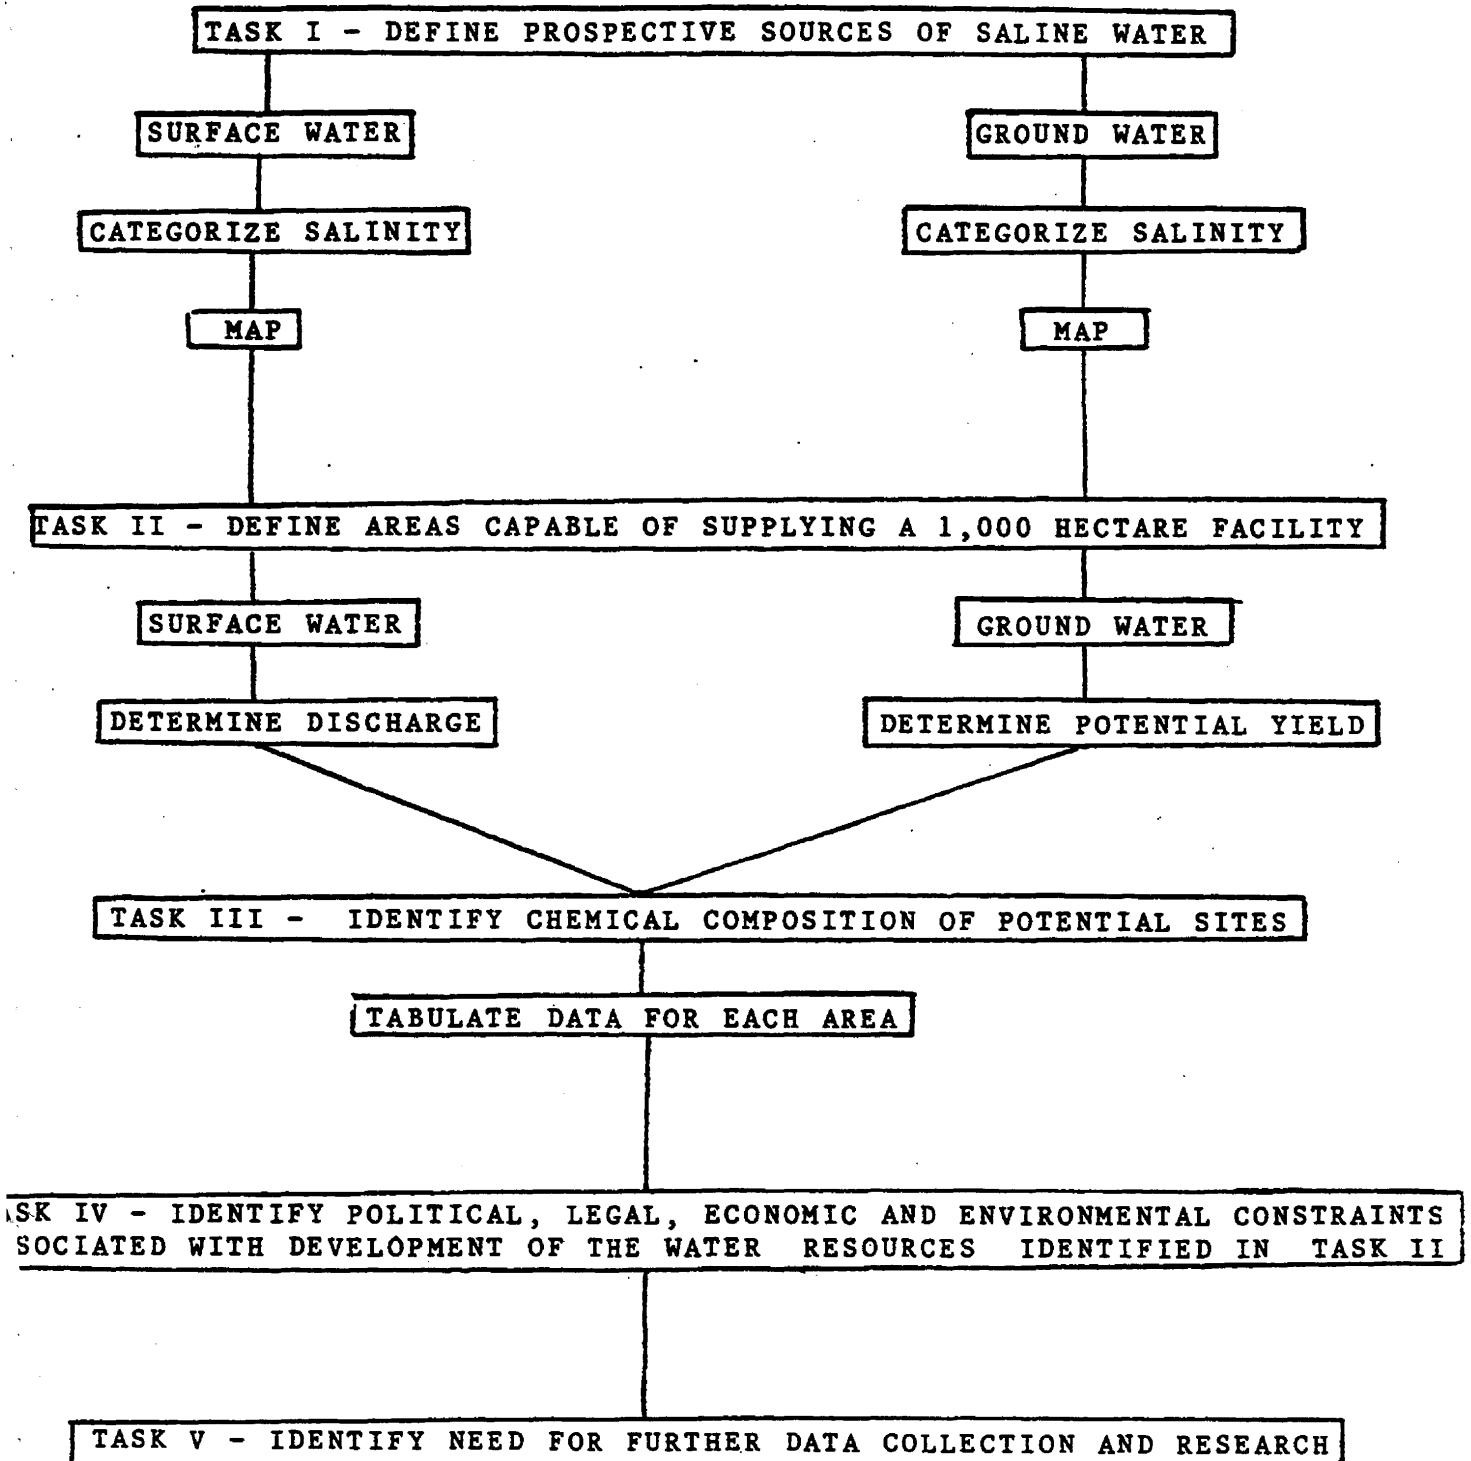 TASK I - DEFINE PROSPECTIVE SOURCES OF SALINE WATER
SURFACE WATER
GROUND WATER
CATEGORIZE SALINITY
CATEGORIZE SALINITY
MAP
MAP
TASK II - DEFINE AREAS CAPABLE OF SUPPLYING A 1,000 HECTARE FACILITY
SURFACE WATER
GROUND WATER
DETERMINE DISCHARGE
DETERMINE POTENTIAL YIELD
TASK III - IDENTIFY CHEMICAL COMPOSITION OF POTENTIAL SITES
TABULATE DATA FOR EACH AREA
SK IV - IDENTIFY POLITICAL, LEGAL, ECONOMIC AND ENVIRONMENTAL CONSTRAINTS
SOCIATED WITH DEVELOPMENT OF THE WATER RESOURCES IDENTIFIED IN TASK II
TASK V - IDENTIFY NEED FOR FURTHER DATA COLLECTION AND RESEARCH